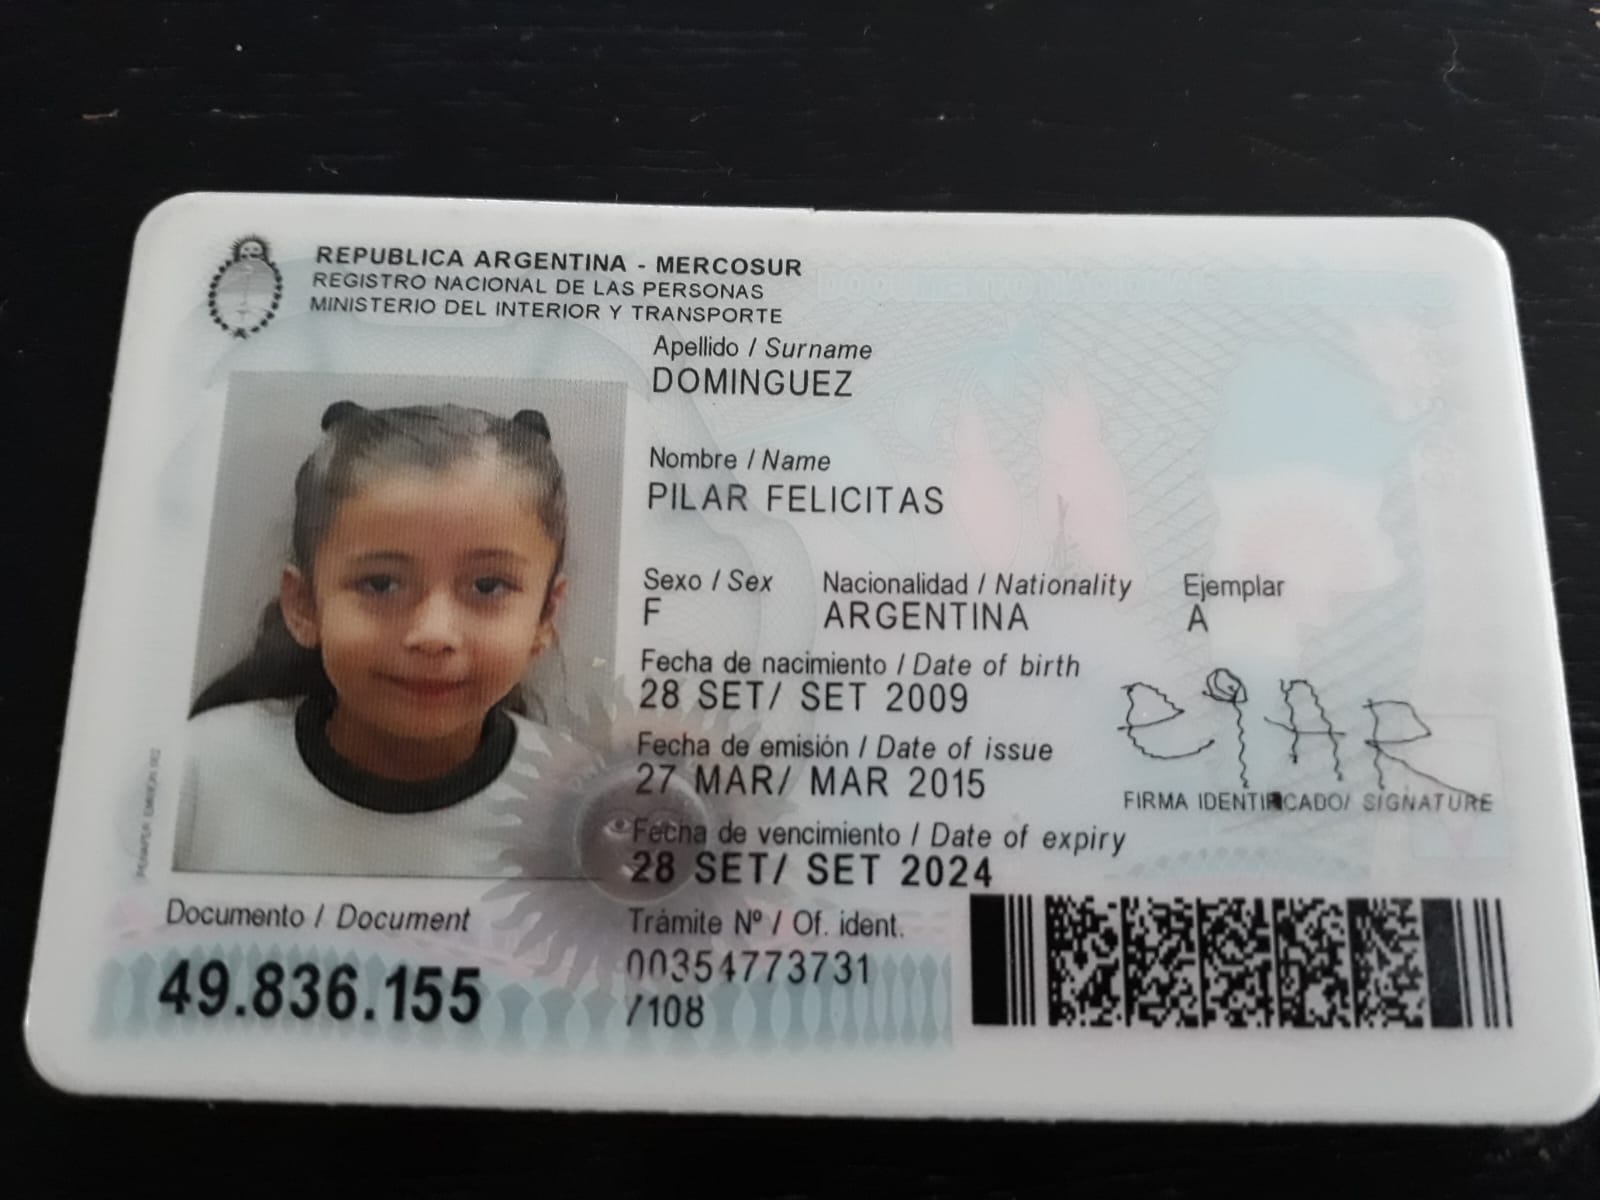 REPUBLICA ARGENTINA - MERCOSUR
REGISTRO NACIONAL DE LAS PERSONAS
MINISTERIO DEL INTERIOR Y TRANSPORTE
Apellido / Surname
DOMINGUEZ
Nombre / Name
PILAR FELICITAS
Sexo / Sex Nacionalidad / Nationality Ejemplar
F ARGENTINA A
Fecha de nacimiento / Date of birth
28 SET/ SET 2009
Fecha de emisión / Date of issue
27 MAR/ MAR 2015
FIRMA IDENTIFICADO/ SIGNATURE
Fecha de vencimiento / Date of expiry
28 SET/ SET 2024
Documento / Document Trámite Nº / Of. ident.
49.836.155 00354773731
/108